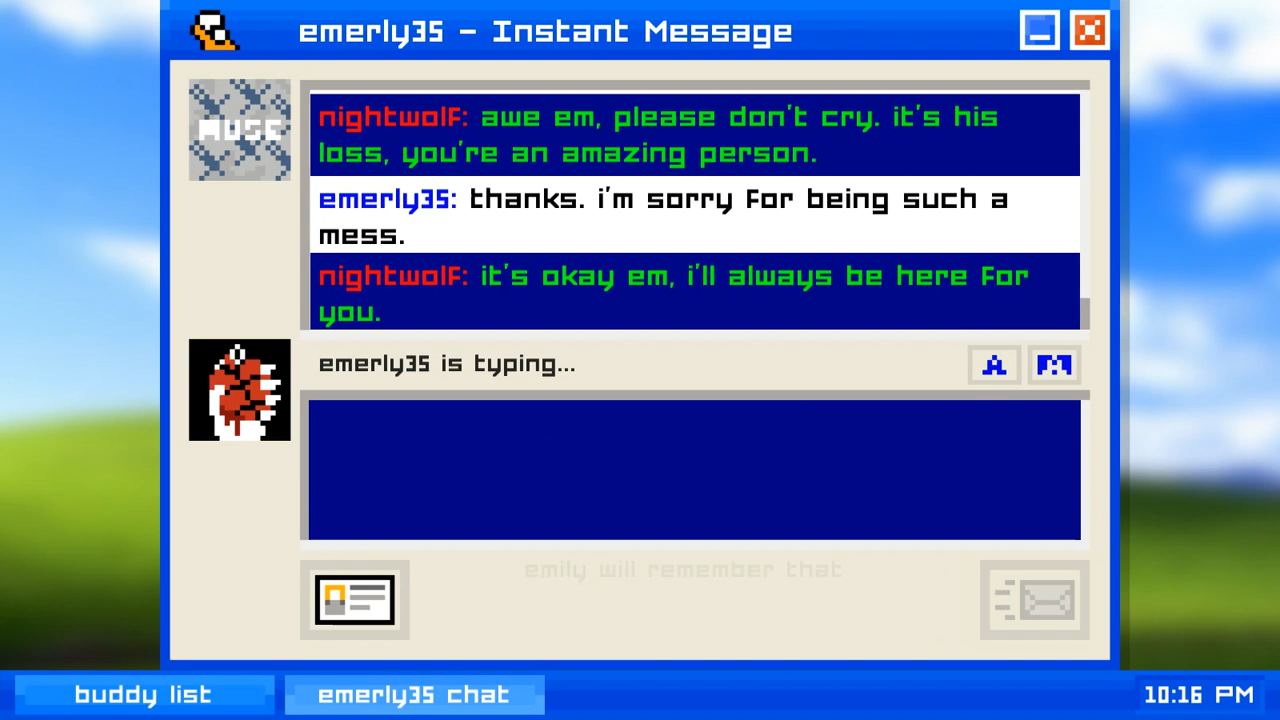 emerly35 - Instant Message
MUSE
nightwolf: awe em, please don't cry. it's his
loss, you're an amazing person.
emerly35: thanks. i'm sorry for being such a
mess.
nightwolf: it's okay em, i'll always be here for
you.
emerly35 is typing...
A
emily will remember that
buddy list
emerly35 chat
10:16 PM